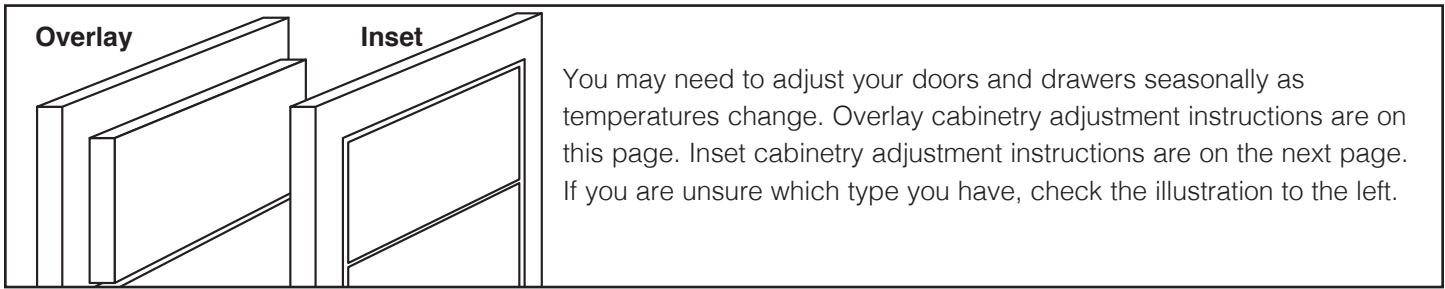 Overlay
Inset
You may need to adjust your doors and drawers seasonally as
temperatures change. Overlay cabinetry adjustment instructions are on
this page. Inset cabinetry adjustment instructions are on the next page.
If you are unsure which type you have, check the illustration to the left.